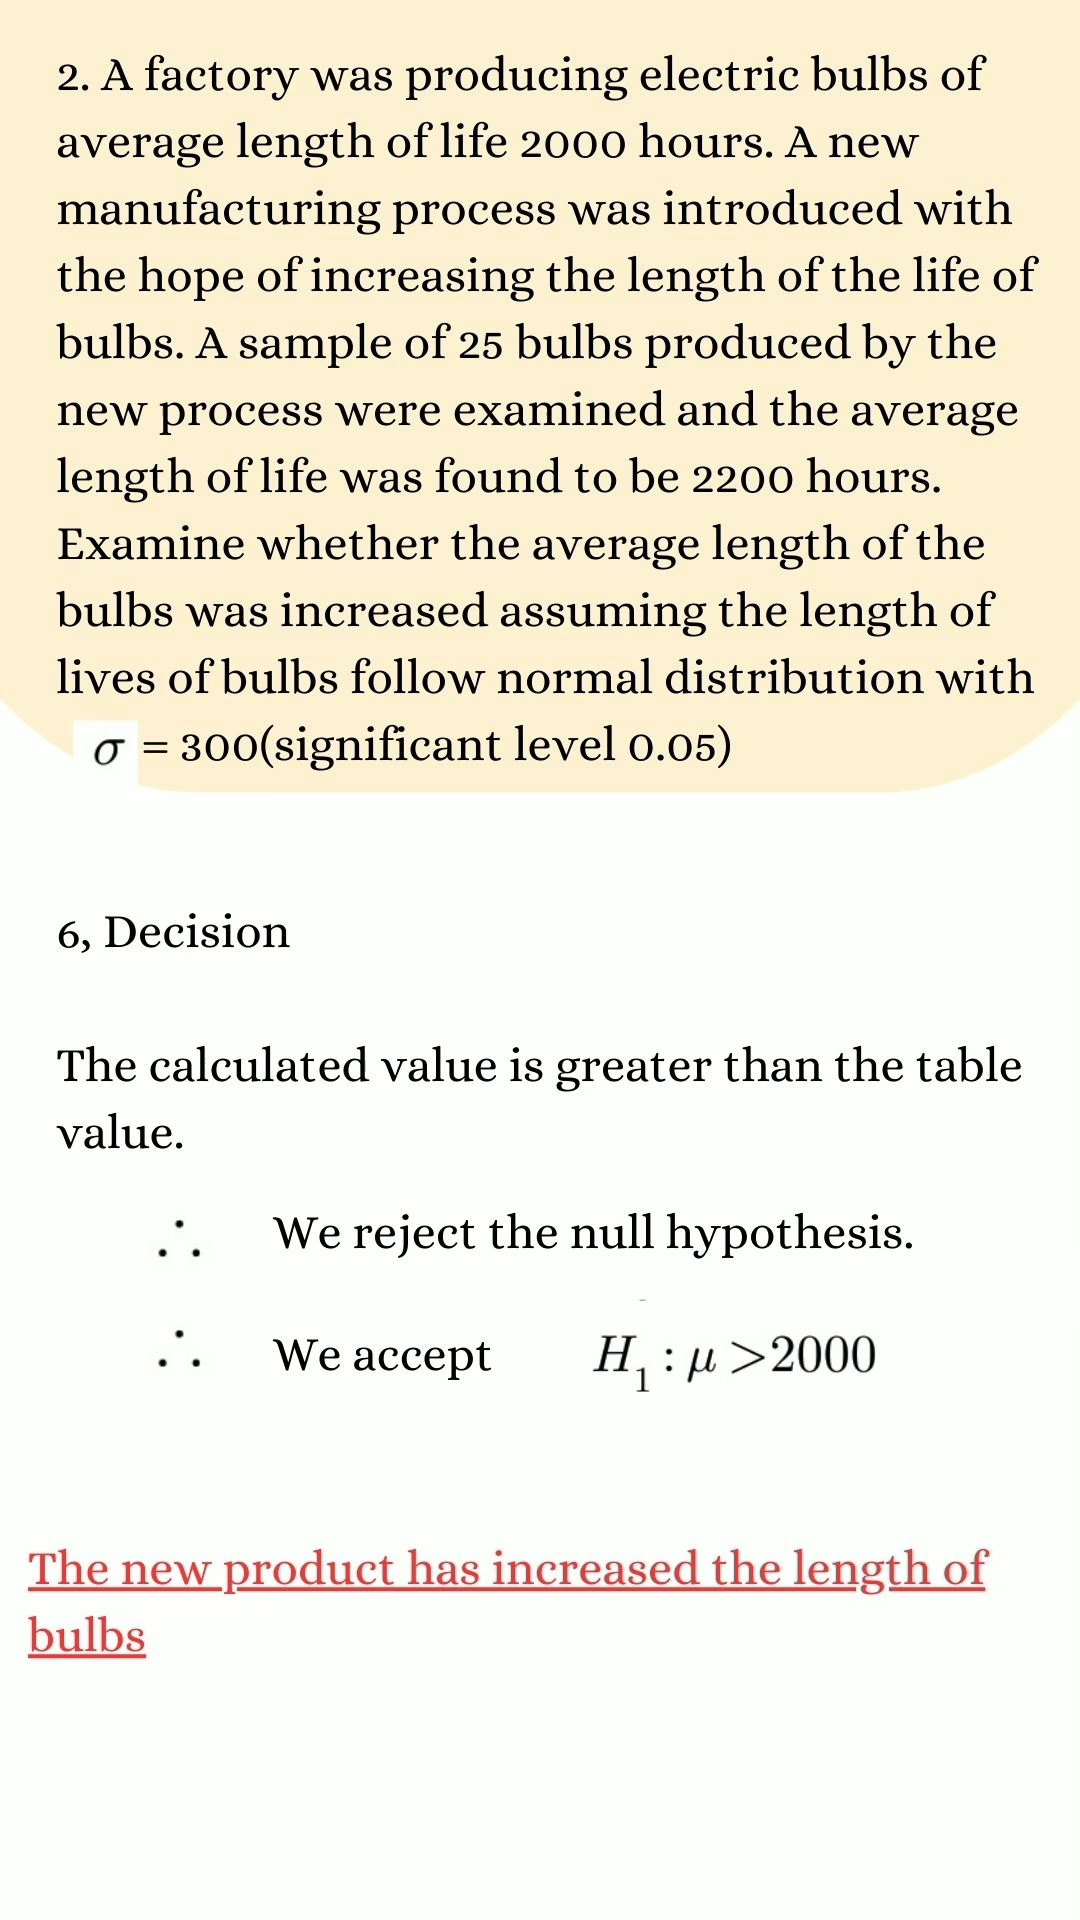 2. A factory was producing electric bulbs of
average length of life 2000 hours. A new
manufacturing process was introduced with
the hope of increasing the length of the life of
bulbs. A sample of 25 bulbs produced by the
new process were examined and the average
length of life was found to be 2200 hours.
Examine whether the average length of the
bulbs was increased assuming the length of
lives of bulbs follow normal distribution with
σ = 300(significant level 0.05)
6, Decision
The calculated value is greater than the table
value.
∴ We reject the null hypothesis.
∴ We accept H₁ : μ >2000
The new product has increased the length of
bulbs